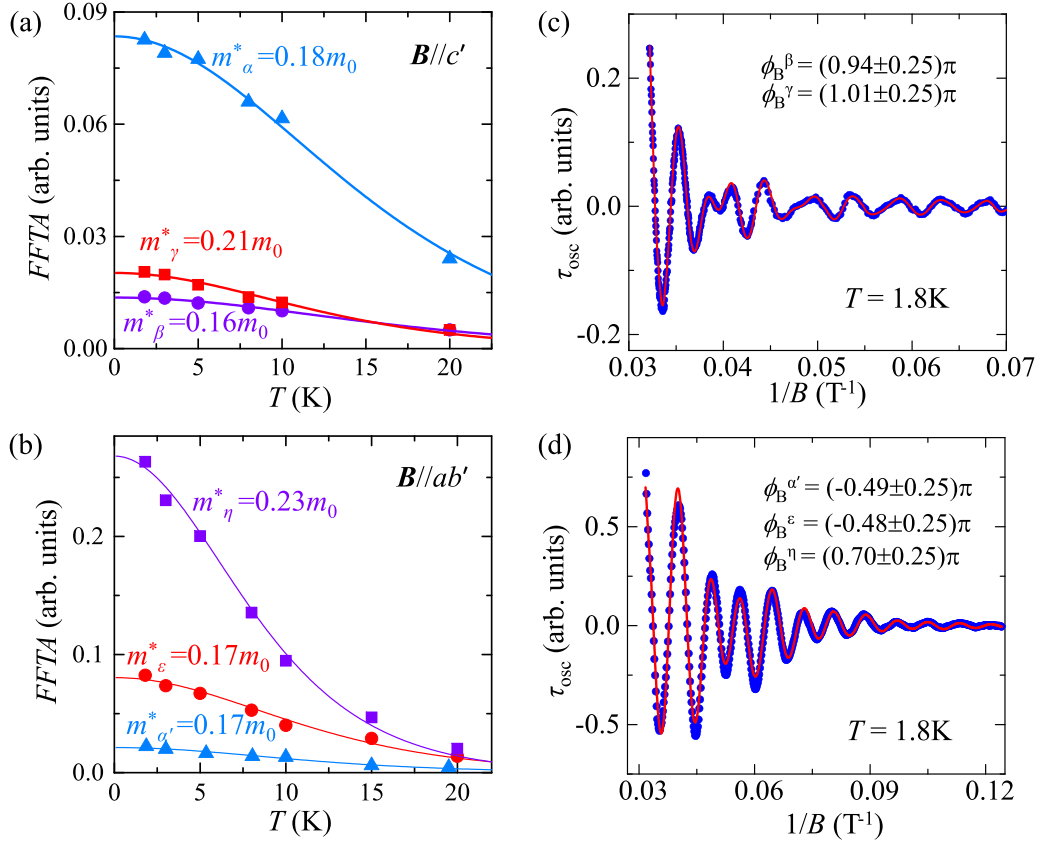 (a)
0.09
0.06
0.03
0.00
FFTA (arb. units)
m*α=0.18m0
B//c′
m*γ=0.21m0
m*β=0.16m0
0 5 10 15 20
T (K)
(c)
0.2
0.0
-0.2
τosc (arb. units)
ϕBβ = (0.94±0.25)π
ϕBγ = (1.01±0.25)π
T = 1.8K
0.03 0.04 0.05 0.06 0.07
1/B (T-1)
(b)
0.2
0.1
0.0
FFTA (arb. units)
B//ab′
m*η=0.23m0
m*ε=0.17m0
m*α′=0.17m0
0 5 10 15 20
T (K)
(d)
0.5
0.0
-0.5
τosc (arb. units)
ϕBα′ = (-0.49±0.25)π
ϕBε = (-0.48±0.25)π
ϕBη = (0.70±0.25)π
T = 1.8K
0.03 0.06 0.09 0.12
1/B (T-1)